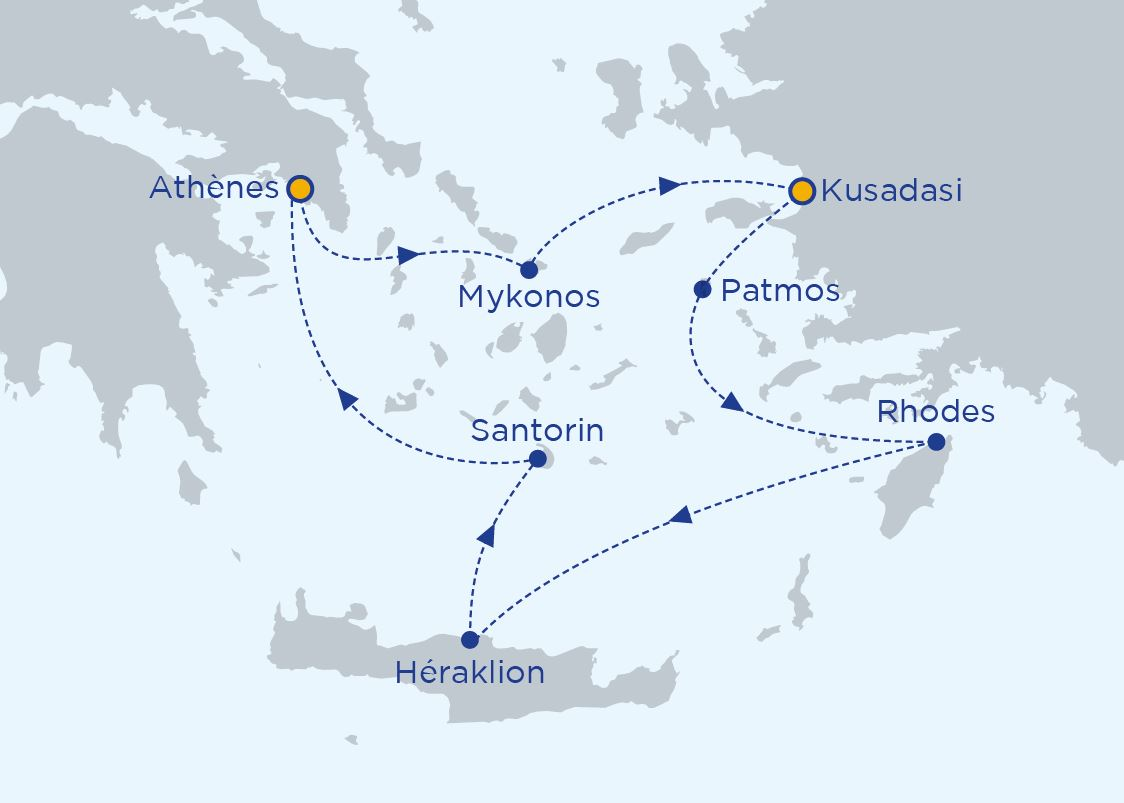 Athènes
Kusadasi
Mykonos
Patmos
Rhodes
Santorin
Héraklion